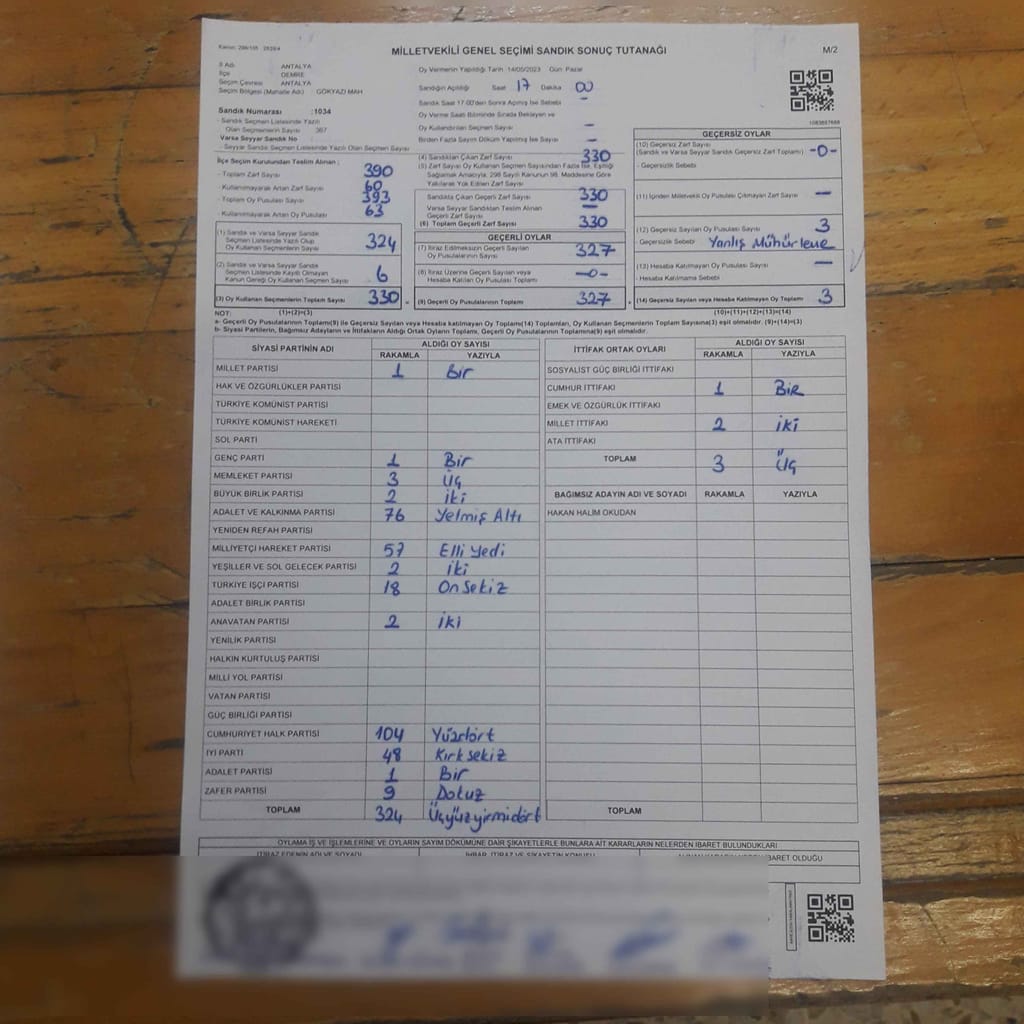 MİLLETVEKİLİ GENEL SEÇİMİ SANDIK SONUÇ TUTANAĞI
M/2
İl Adı ANTALYA
İlçe DEMRE
Seçim Çevresi ANTALYA
Seçim Bölgesi (Mahalle Adı) GÖKYAZI MAH
Sandık Numarası :1034
- Sandık Seçmen Listesinde Yazılı
Olan Seçmenlerin Sayısı 367
Varsa Seyyar Sandık No
- Seyyar Sandık Seçmen Listesinde Yazılı Olan Seçmen Sayısı
Oy Vermenin Yapıldığı Tarih 14/05/2023 Gün Pazar
Sandığın Açıldığı Saat 17 Dakika 00
Sandık Saat 17.00'den Sonra Açılmış İse Sebebi –
Oy Verme Saati Bitiminde Sırada Bekleyen ve
Oy Kullandırılan Seçmen Sayısı –
Birden Fazla Sayım Döküm Yapılmış İse Sayısı –
İlçe Seçim Kurulundan Teslim Alınan ;
- Toplam Zarf Sayısı 390
- Kullanılmayarak Artan Zarf Sayısı 60
- Toplam Oy Pusulası Sayısı 393
- Kullanılmayarak Artan Oy Pusulası 63
(1) Sandık ve Varsa Seyyar Sandık
Seçmen Listesinde Yazılı Olup
Oy Kullanan Seçmenlerin Sayısı 324
(2) Sandık ve Varsa Seyyar Sandık
Seçmen Listesinde Kayıtlı Olmayan
Kanun Gereği Oy Kullanan Seçmen Sayısı 6
(3) Oy Kullanan Seçmenlerin Toplam Sayısı 330 =
(4) Sandıktan Çıkan Zarf Sayısı 330
(5) Zarf Sayısı Oy Kullanan Seçmen Sayısından Fazla İse, Eşitliği
Sağlamak Amacıyla, 298 Sayılı Kanunun 98. Maddesine Göre
Yakılarak Yok Edilen Zarf Sayısı –
Sandıkta Çıkan Geçerli Zarf Sayısı 330
Varsa Seyyar Sandıktan Teslim Alınan
Geçerli Zarf Sayısı –
(6) Toplam Geçerli Zarf Sayısı 330
GEÇERLİ OYLAR
(7) İtiraz Edilmeksizin Geçerli Sayılan
Oy Pusulalarının Sayısı 327
(8) İtiraz Üzerine Geçerli Sayılan veya
Hesaba Katılan Oy Pusulaları Toplamı –0–
(9) Geçerli Oy Pusulalarının Toplamı 327 +
GEÇERSİZ OYLAR
(10) Geçersiz Zarf Sayısı
(Sandık ve Varsa Seyyar Sandık Geçersiz Zarf Toplamı) –0–
- Geçersizlik Sebebi
(11) İçinden Milletvekili Oy Pusulası Çıkmayan Zarf Sayısı –
(12) Geçersiz Sayılan Oy Pusulası Sayısı 3
- Geçersizlik Sebebi Yanlış Mühürleme
(13) Hesaba Katılmayan Oy Pusulası Sayısı –
- Hesaba Katılmama Sebebi
(14) Geçersiz Sayılan veya Hesaba Katılmayan Oy Toplamı 3
NOT: (1)+(2)=(3) (10)+(11)+(12)+(13)=(14)
a- Geçerli Oy Pusulalarının Toplamı(9) ile Geçersiz Sayılan veya Hesaba katılmayan Oy Toplamı(14) Toplamları, Oy Kullanan Seçmenlerin Toplam Sayısına(3) eşit olmalıdır. (9)+(14)=(3)
b- Siyasi Partilerin, Bağımsız Adayların ve İttifakların Aldığı Oyların Toplamı, Geçerli Oy Pusulalarının Toplamına(9) eşit olmalıdır.
SİYASİ PARTİNİN ADI ALDIĞI OY SAYISI
RAKAMLA YAZIYLA
MİLLET PARTİSİ 1 Bir
HAK VE ÖZGÜRLÜKLER PARTİSİ
TÜRKİYE KOMÜNİST PARTİSİ
TÜRKİYE KOMÜNİST HAREKETİ
SOL PARTİ
GENÇ PARTİ 1 Bir
MEMLEKET PARTİSİ 3 Üç
BÜYÜK BİRLİK PARTİSİ 2 İki
ADALET VE KALKINMA PARTİSİ 76 Yetmiş Altı
YENİDEN REFAH PARTİSİ
MİLLİYETÇİ HAREKET PARTİSİ 57 Elli Yedi
YEŞİLLER VE SOL GELECEK PARTİSİ 2 İki
TÜRKİYE İŞÇİ PARTİSİ 18 Onsekiz
ADALET BİRLİK PARTİSİ
ANAVATAN PARTİSİ 2 İki
YENİLİK PARTİSİ
HALKIN KURTULUŞ PARTİSİ
MİLLİ YOL PARTİSİ
VATAN PARTİSİ
GÜÇ BİRLİĞİ PARTİSİ
CUMHURİYET HALK PARTİSİ 104 Yüzdört
İYİ PARTİ 48 Kırksekiz
ADALET PARTİSİ 1 Bir
ZAFER PARTİSİ 9 Dokuz
TOPLAM 324 Üçyüzyirmidört
İTTİFAK ORTAK OYLARI ALDIĞI OY SAYISI
RAKAMLA YAZIYLA
SOSYALİST GÜÇ BİRLİĞİ İTTİFAKI
CUMHUR İTTİFAKI 1 BİR
EMEK VE ÖZGÜRLÜK İTTİFAKI
MİLLET İTTİFAKI 2 İki
ATA İTTİFAKI
TOPLAM 3 Üç
BAĞIMSIZ ADAYIN ADI VE SOYADI RAKAMLA YAZIYLA
HAKAN HALİM OKUDAN
TOPLAM
OYLAMA İŞ VE İŞLEMLERİNE VE OYLARIN SAYIM DÖKÜMÜNE DAİR ŞİKAYETLERLE BUNLARA AİT KARARLARIN NELERDEN İBARET BULUNDUKLARI
İTİRAZ EDENİN ADI VE SOYADI İHBAR, İTİRAZ VE ŞİKAYETİN KONUSU İBARET OLDUĞU